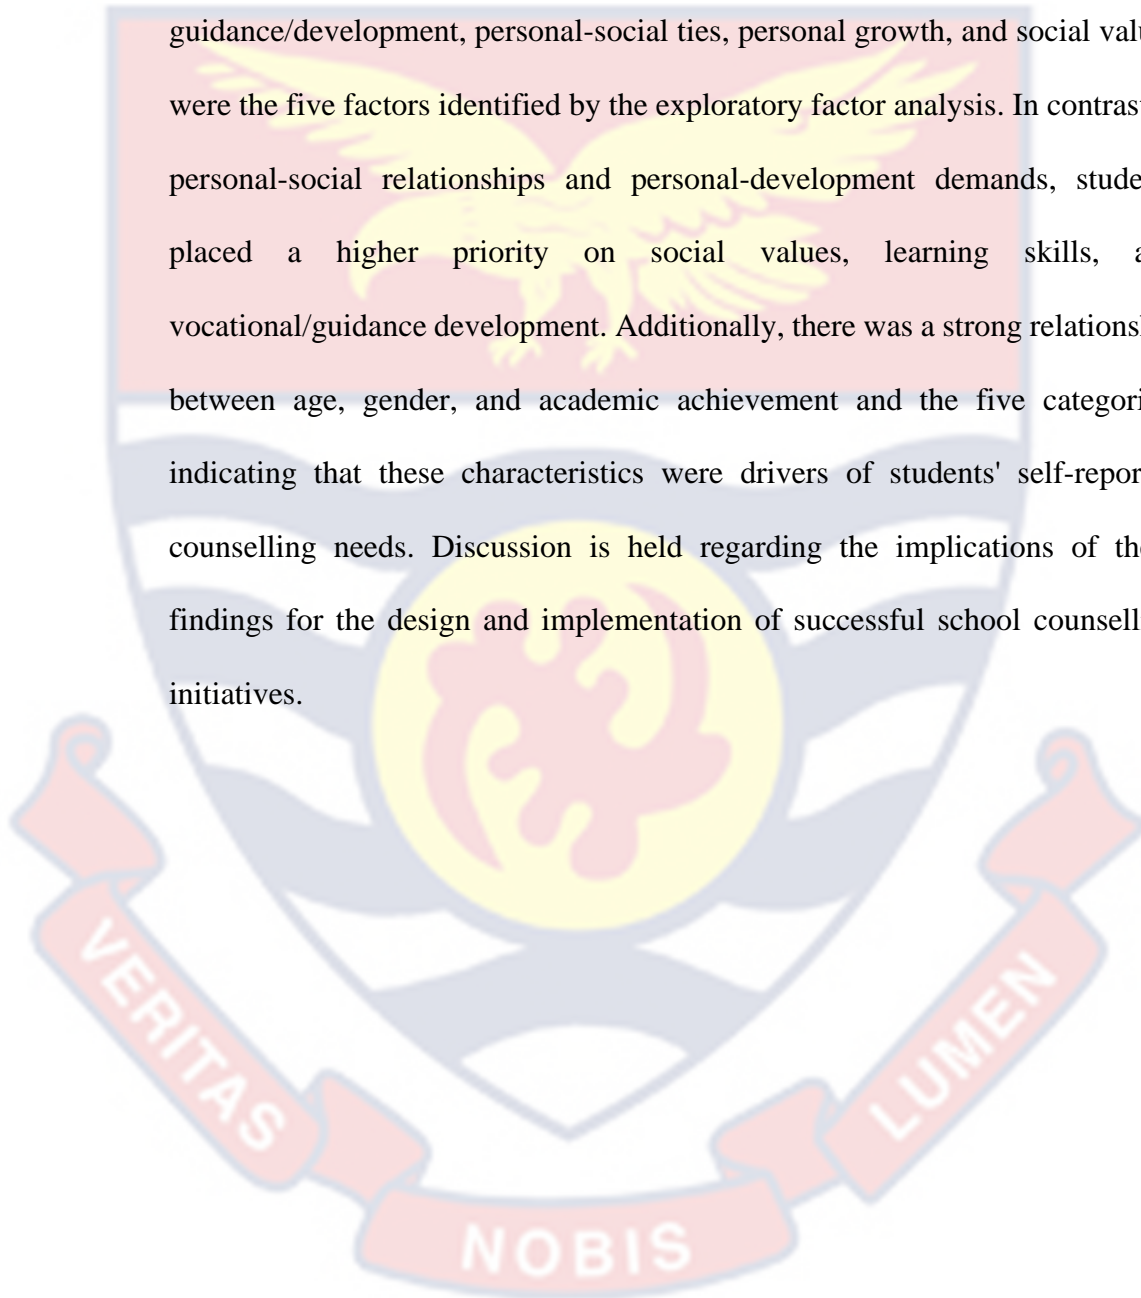 guidance/development, personal-social ties, personal growth, and social valu
were the five factors identified by the exploratory factor analysis. In contrast
personal-social relationships and personal-development demands, stude
placed a higher priority on social values, learning skills, a
vocational/guidance development. Additionally, there was a strong relations
between age, gender, and academic achievement and the five categori
indicating that these characteristics were drivers of students' self-report
counselling needs. Discussion is held regarding the implications of the
findings for the design and implementation of successful school counselli
initiatives.
VERITAS
NOBIS
LUMEN